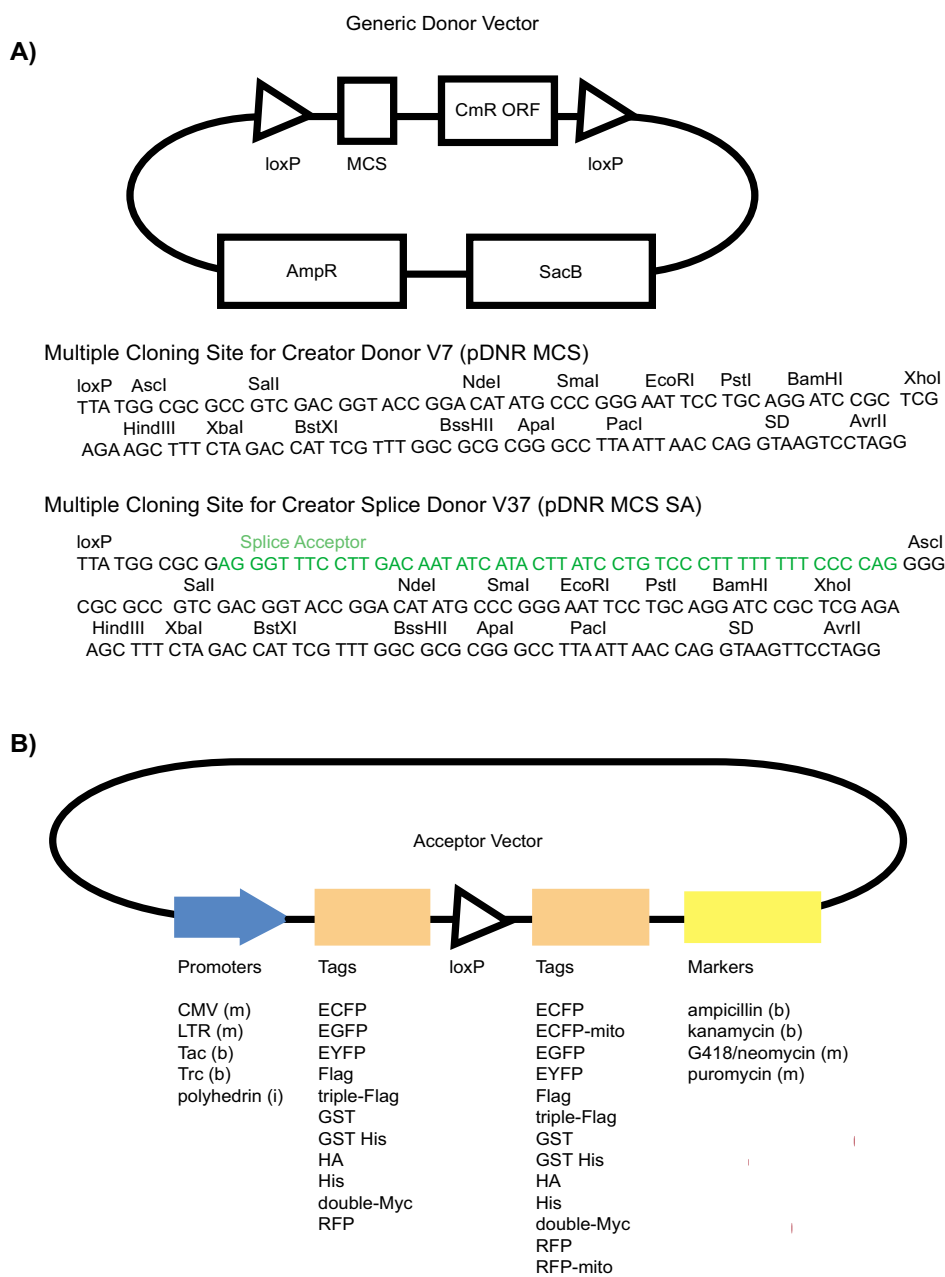 Generic Donor Vector
A)
CmR ORF
loxP MCS loxP
AmpR SacB
Multiple Cloning Site for Creator Donor V7 (pDNR MCS)
loxP AscI SalI NdeI SmaI EcoRI PstI BamHI XhoI
TTA TGG CGC GCC GTC GAC GGT ACC GGA CAT ATG CCC GGG AAT TCC TGC AGG ATC CGC TCG
HindIII XbaI BstXI BssHII ApaI PacI SD AvrII
AGA AGC TTT CTA GAC CAT TCG TTT GGC GCG CGG GCC TTA ATT AAC CAG GTAAGTCCTAGG
Multiple Cloning Site for Creator Splice Donor V37 (pDNR MCS SA)
loxP Splice Acceptor AscI
TTA TGG CGC G AG GGT TTC CTT GAC AAT ATC ATA CTT ATC CTG TCC CTT TTT TTT TCC CCAG GGG
CGC GCC GTC GAC GGT ACC GGA CAT ATG CCC GGG AAT TCC TGC AGG ATC CGC TCG AGA
SalI NdeI SmaI EcoRI PstI BamHI XhoI
HindIII XbaI BstXI BssHII ApaI PacI SD AvrII
AGC TTT CTA GAC CAT TCG TTT GGC GCG CGG GCC TTA ATT AAC CAG GTAAGTTCCTAGG
B)
Acceptor Vector
Promoters Tags loxP Tags Markers
CMV (m)
LTR (m)
Tac (b)
Trc (b)
polyhedrin (i)
ECFP
EGFP
EYFP
Flag
triple-Flag
GST
GST His
HA
His
double-Myc
RFP
ECFP
ECFP-mito
EGFP
EYFP
Flag
triple-Flag
GST
GST His
HA
His
double-Myc
RFP
RFP-mito
ampicillin (b)
kanamycin (b)
G418/neomycin (m)
puromycin (m)